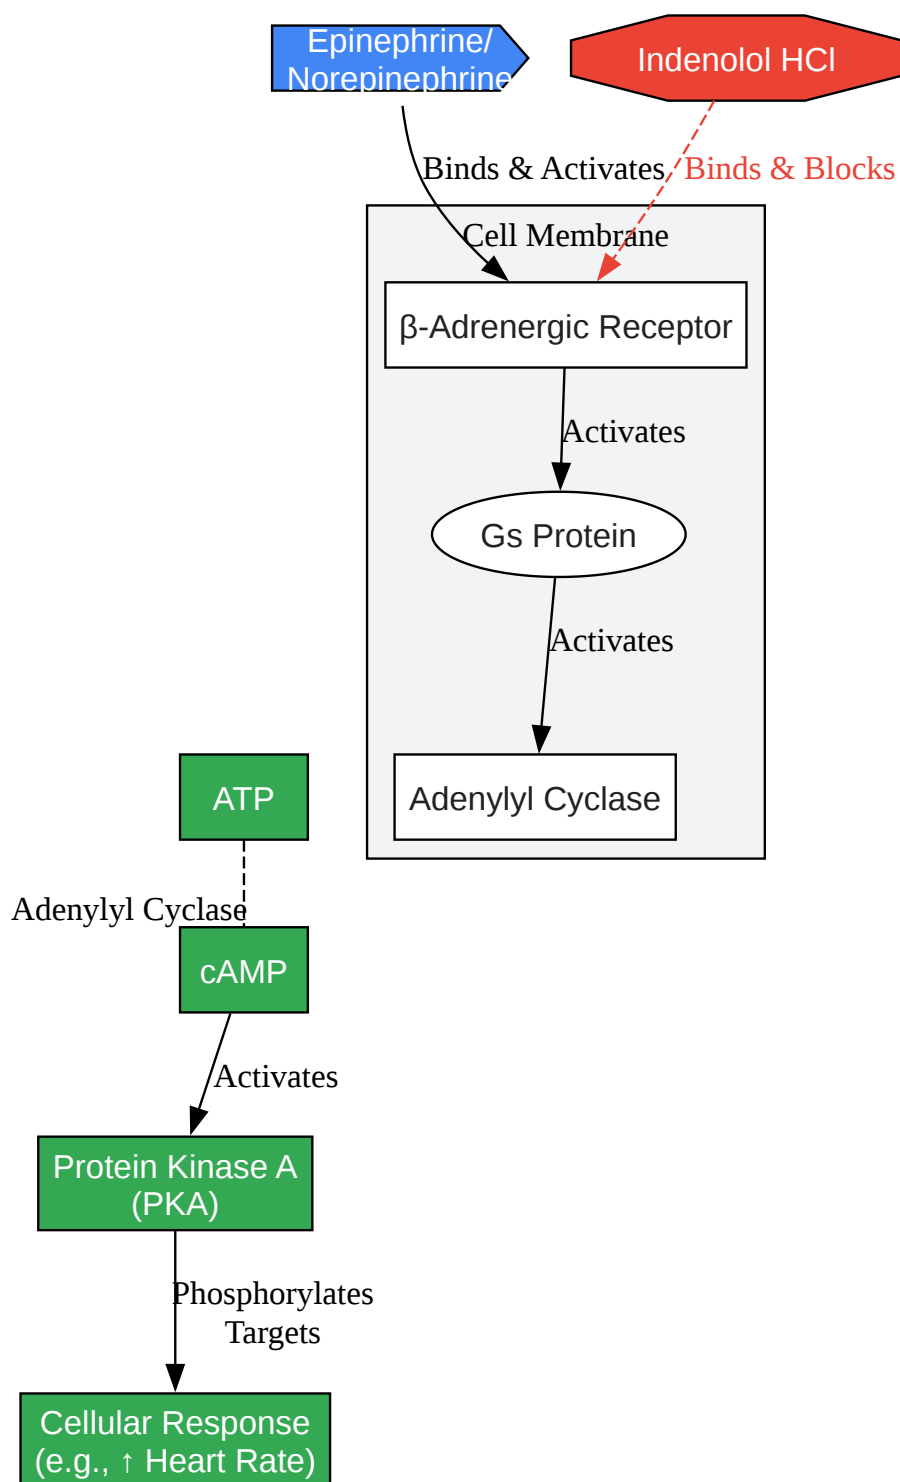 Epinephrine/
Norepinephrine
Indenolol HCl
Binds & Activates
Binds & Blocks
Cell Membrane
β-Adrenergic Receptor
Activates
Gs Protein
Activates
ATP
Adenylyl Cyclase
Adenylyl Cyclase
cAMP
Activates
Protein Kinase A
(PKA)
Phosphorylates
Targets
Cellular Response
(e.g., ↑ Heart Rate)